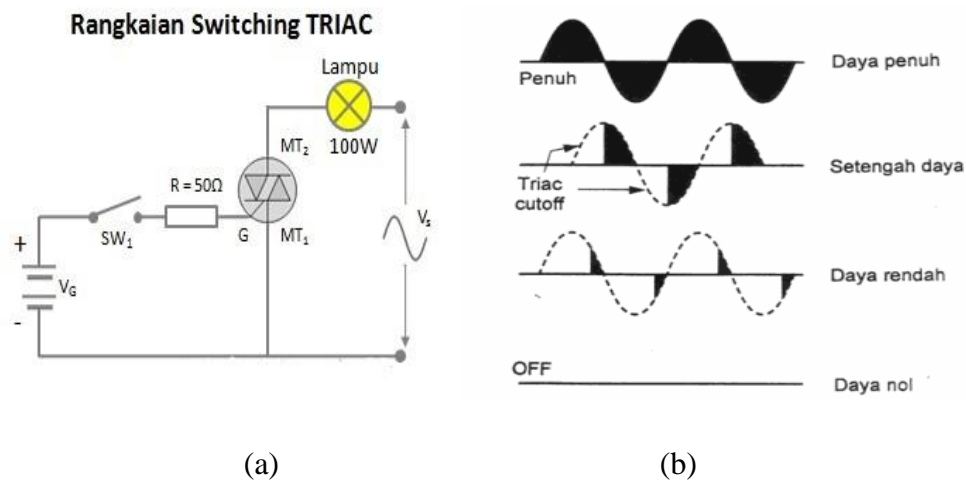 Rangkaian Switching TRIAC
Lampu
100W
MT₂
R = 50Ω
SW₁
G
MT₁
Vₛ
+
V_G
-
(a)
Penuh
Daya penuh
Triac
cutoff
Setengah daya
Daya rendah
OFF
Daya nol
(b)